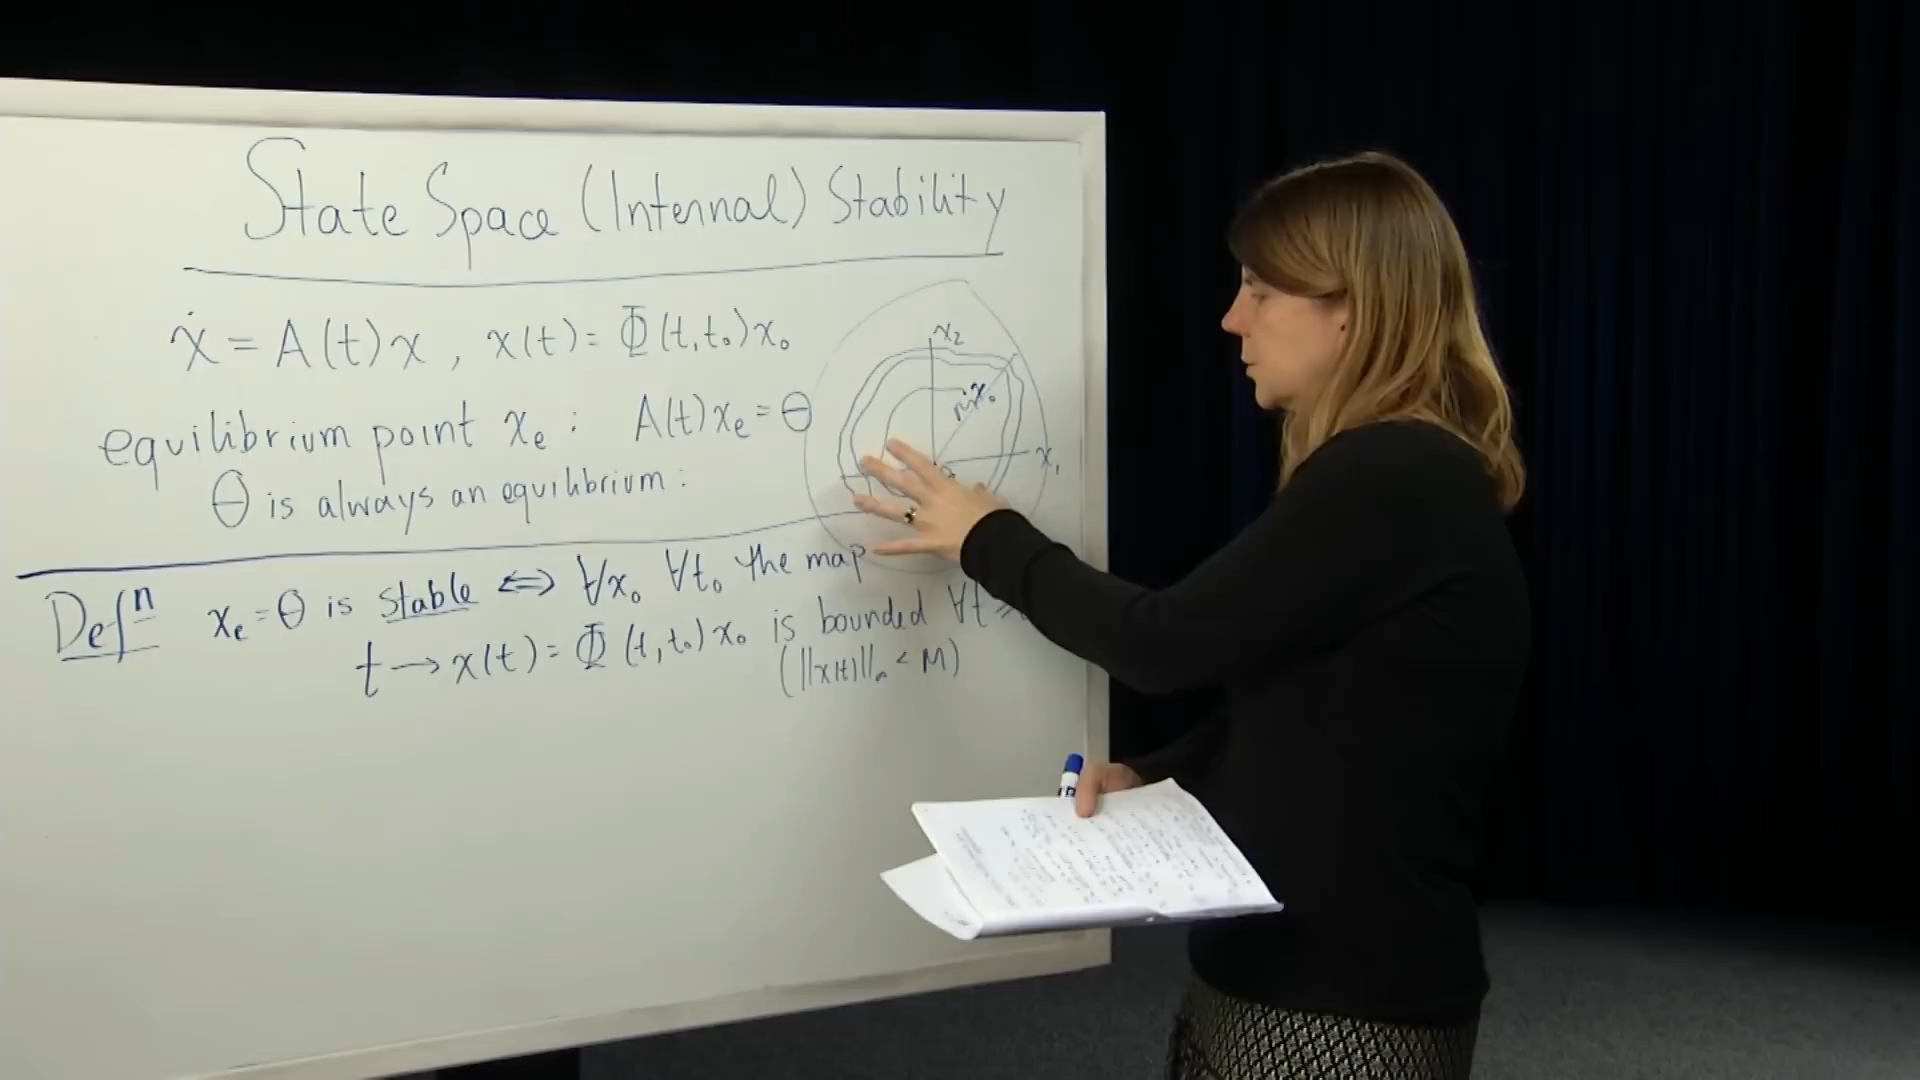 State Space (Internal) Stability
ẋ = A(t)x , x(t) = Φ(t,t₀)x₀
x₂
x₀
x₁
equilibrium point xₑ : A(t)xₑ = θ
θ is always an equilibrium :
Defⁿ xₑ = θ is stable ⇔ ∀x₀ ∀t₀ the map
t → x(t) = Φ(t,t₀)x₀ is bounded ∀t ≥
(||x(t)|| < M)